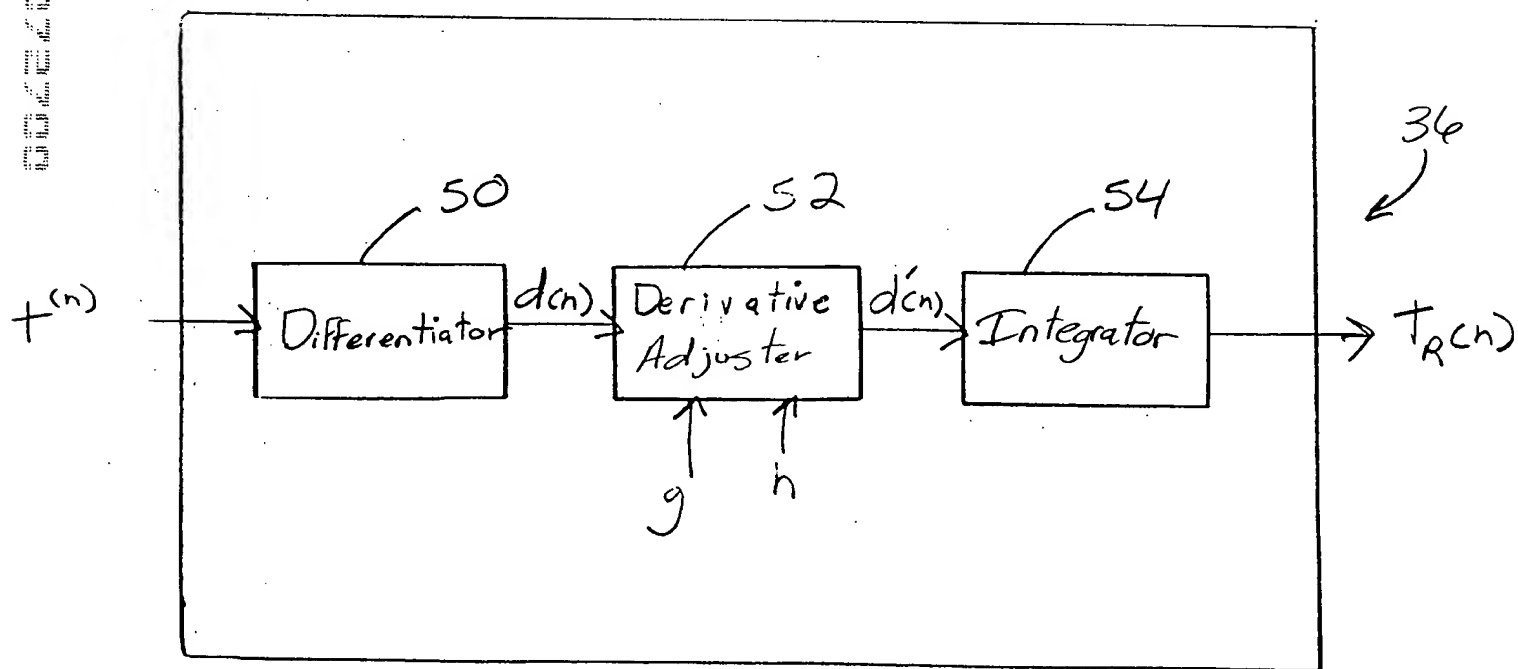 36
50
52
54
t(n)
Differentiator
d(n)
Derivative
Adjuster
d'(n)
Integrator
T_R(n)
g
h